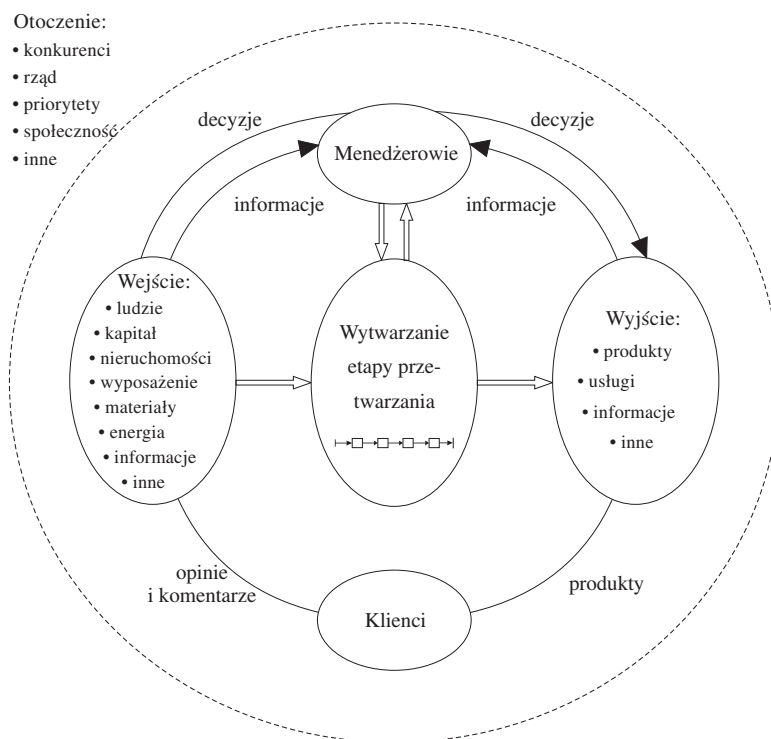 Otoczenie:
• konkurenci
• rząd
• priorytety
• społeczność
• inne
decyzje
decyzje
Menedżerowie
informacje
informacje
Wejście:
• ludzie
• kapitał
• nieruchomości
• wyposażenie
• materiały
• energia
• informacje
• inne
Wytwarzanie
etapy prze-
twarzania
Wyjście:
• produkty
• usługi
• informacje
• inne
opinie
i komentarze
Klienci
produkty